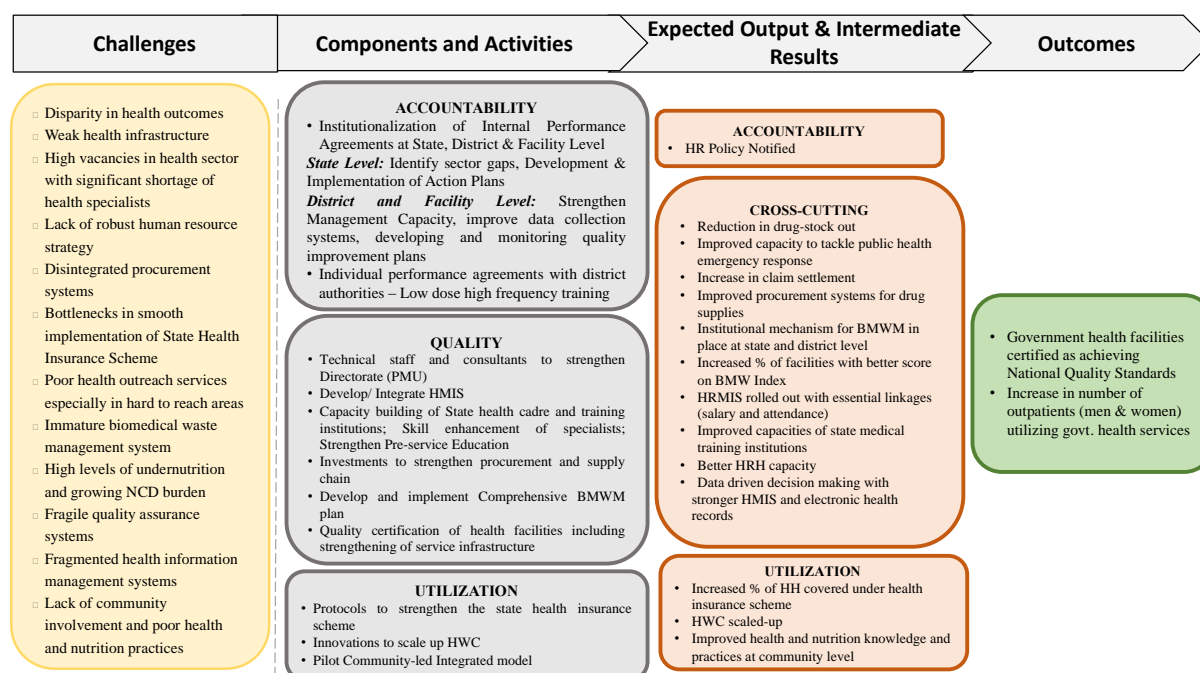 Challenges
Components and Activities
Expected Output & Intermediate
Results
Outcomes
Disparity in health outcomes
Weak health infrastructure
High vacancies in health sector
with significant shortage of
health specialists
Lack of robust human resource
strategy
Disintegrated procurement
systems
Bottlenecks in smooth
implementation of State Health
Insurance Scheme
Poor health outreach services
especially in hard to reach areas
Immature biomedical waste
management system
High levels of undernutrition
and growing NCD burden
Fragile quality assurance
systems
Fragmented health information
management systems
Lack of community
involvement and poor health
and nutrition practices
ACCOUNTABILITY
• Institutionalization of Internal Performance
Agreements at State, District & Facility Level
State Level: Identify sector gaps, Development &
Implementation of Action Plans
District and Facility Level: Strengthen
Management Capacity, improve data collection
systems, developing and monitoring quality
improvement plans
• Individual performance agreements with district
authorities – Low dose high frequency training
QUALITY
• Technical staff and consultants to strengthen
Directorate (PMU)
• Develop/ Integrate HMIS
• Capacity building of State health cadre and training
institutions; Skill enhancement of specialists;
Strengthen Pre-service Education
• Investments to strengthen procurement and supply
chain
• Develop and implement Comprehensive BMWM
plan
• Quality certification of health facilities including
strengthening of service infrastructure
UTILIZATION
• Protocols to strengthen the state health insurance
scheme
• Innovations to scale up HWC
• Pilot Community-led Integrated model
ACCOUNTABILITY
• HR Policy Notified
CROSS-CUTTING
• Reduction in drug-stock out
• Improved capacity to tackle public health
emergency response
• Increase in claim settlement
• Improved procurement systems for drug
supplies
• Institutional mechanism for BMWM in
place at state and district level
• Increased % of facilities with better score
on BMW Index
• HRMIS rolled out with essential linkages
(salary and attendance)
• Improved capacities of state medical
training institutions
• Better HRH capacity
• Data driven decision making with
stronger HMIS and electronic health
records
UTILIZATION
• Increased % of HH covered under health
insurance scheme
• HWC scaled-up
• Improved health and nutrition knowledge and
practices at community level
• Government health facilities
certified as achieving
National Quality Standards
• Increase in number of
outpatients (men & women)
utilizing govt. health services